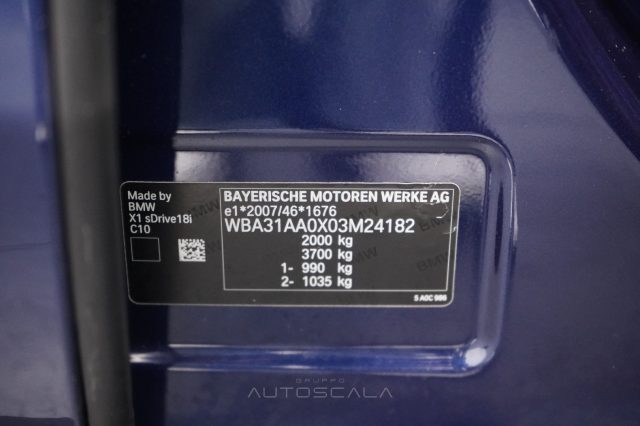 Made by
BMW
X1 sDrive18i
C10
BAYERISCHE MOTOREN WERKE AG
e1*2007/46*1676
WBA31AA0X03M24182
2000 kg
3700 kg
1- 990 kg
2- 1035 kg
5 A0C 986
GRUPPO
AUTOSCALA